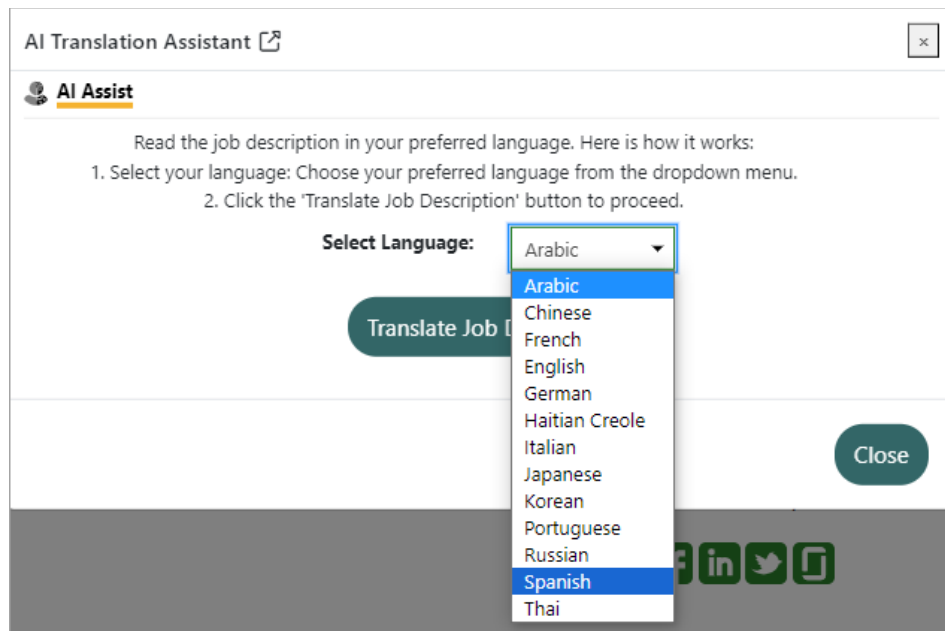 AI Translation Assistant
×
AI Assist
Read the job description in your preferred language. Here is how it works:
1. Select your language: Choose your preferred language from the dropdown menu.
2. Click the 'Translate Job Description' button to proceed.
Select Language:
Arabic
Arabic
Chinese
French
English
German
Haitian Creole
Italian
Japanese
Korean
Portuguese
Russian
Spanish
Thai
Translate Job
Close
in